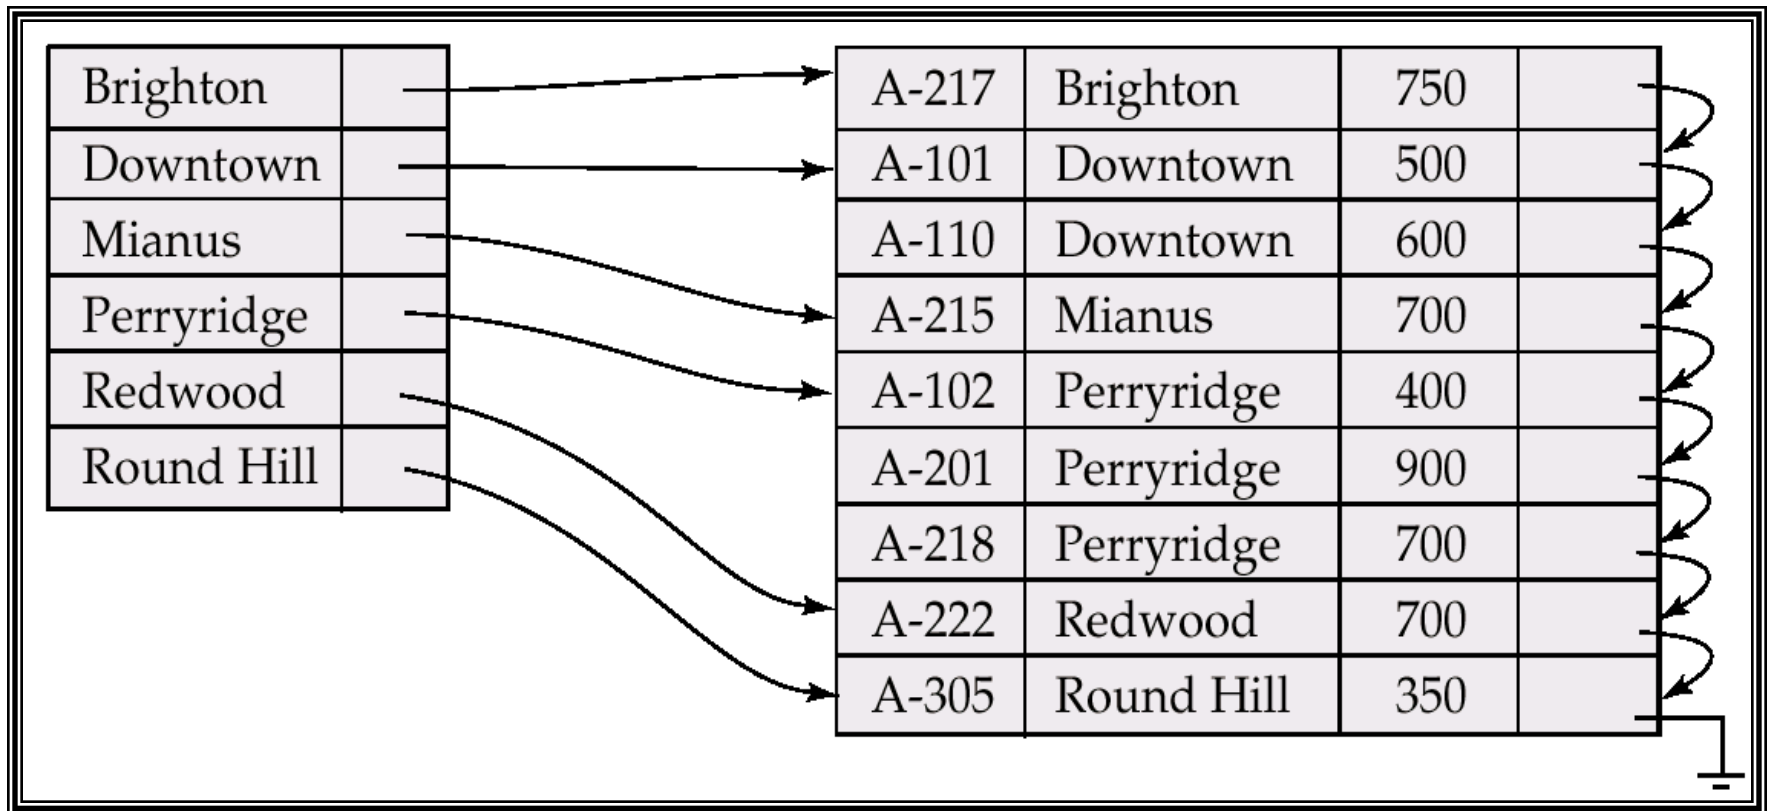 Brighton
Downtown
Mianus
Perryridge
Redwood
Round Hill
A-217 Brighton 750
A-101 Downtown 500
A-110 Downtown 600
A-215 Mianus 700
A-102 Perryridge 400
A-201 Perryridge 900
A-218 Perryridge 700
A-222 Redwood 700
A-305 Round Hill 350